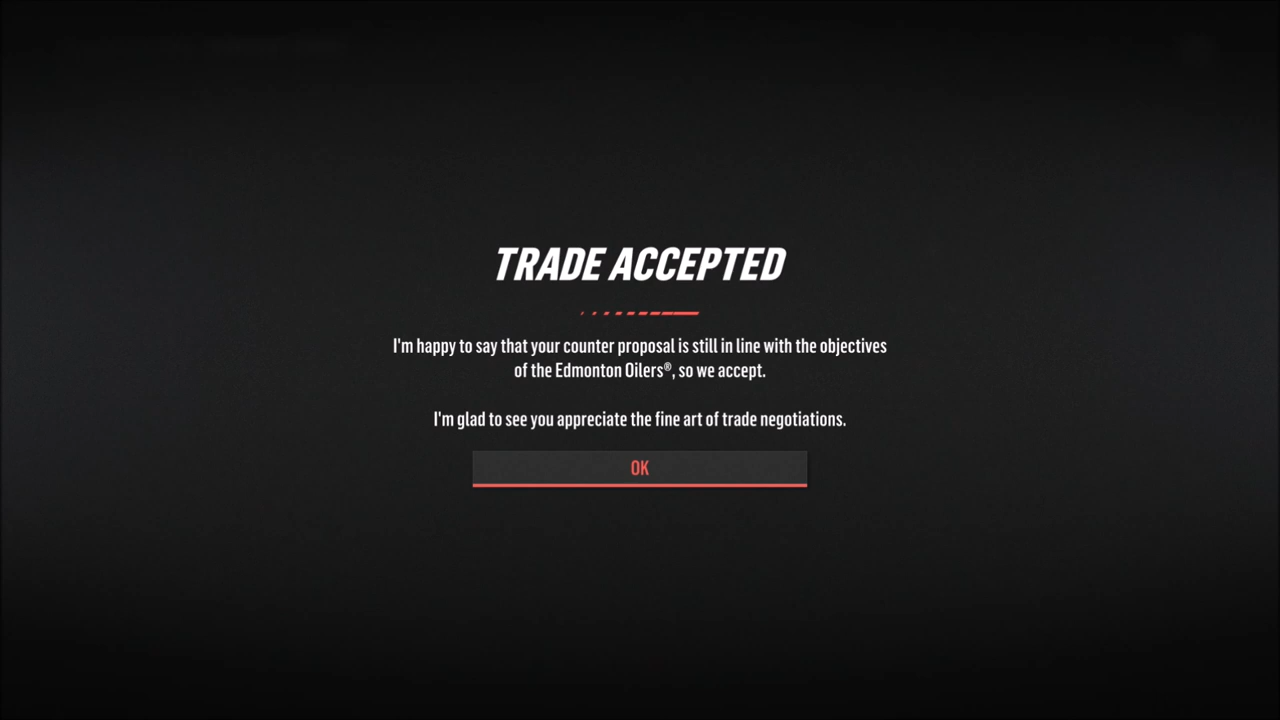 TRADE ACCEPTED
I'm happy to say that your counter proposal is still in line with the objectives
of the Edmonton Oilers®, so we accept.
I'm glad to see you appreciate the fine art of trade negotiations.
OK